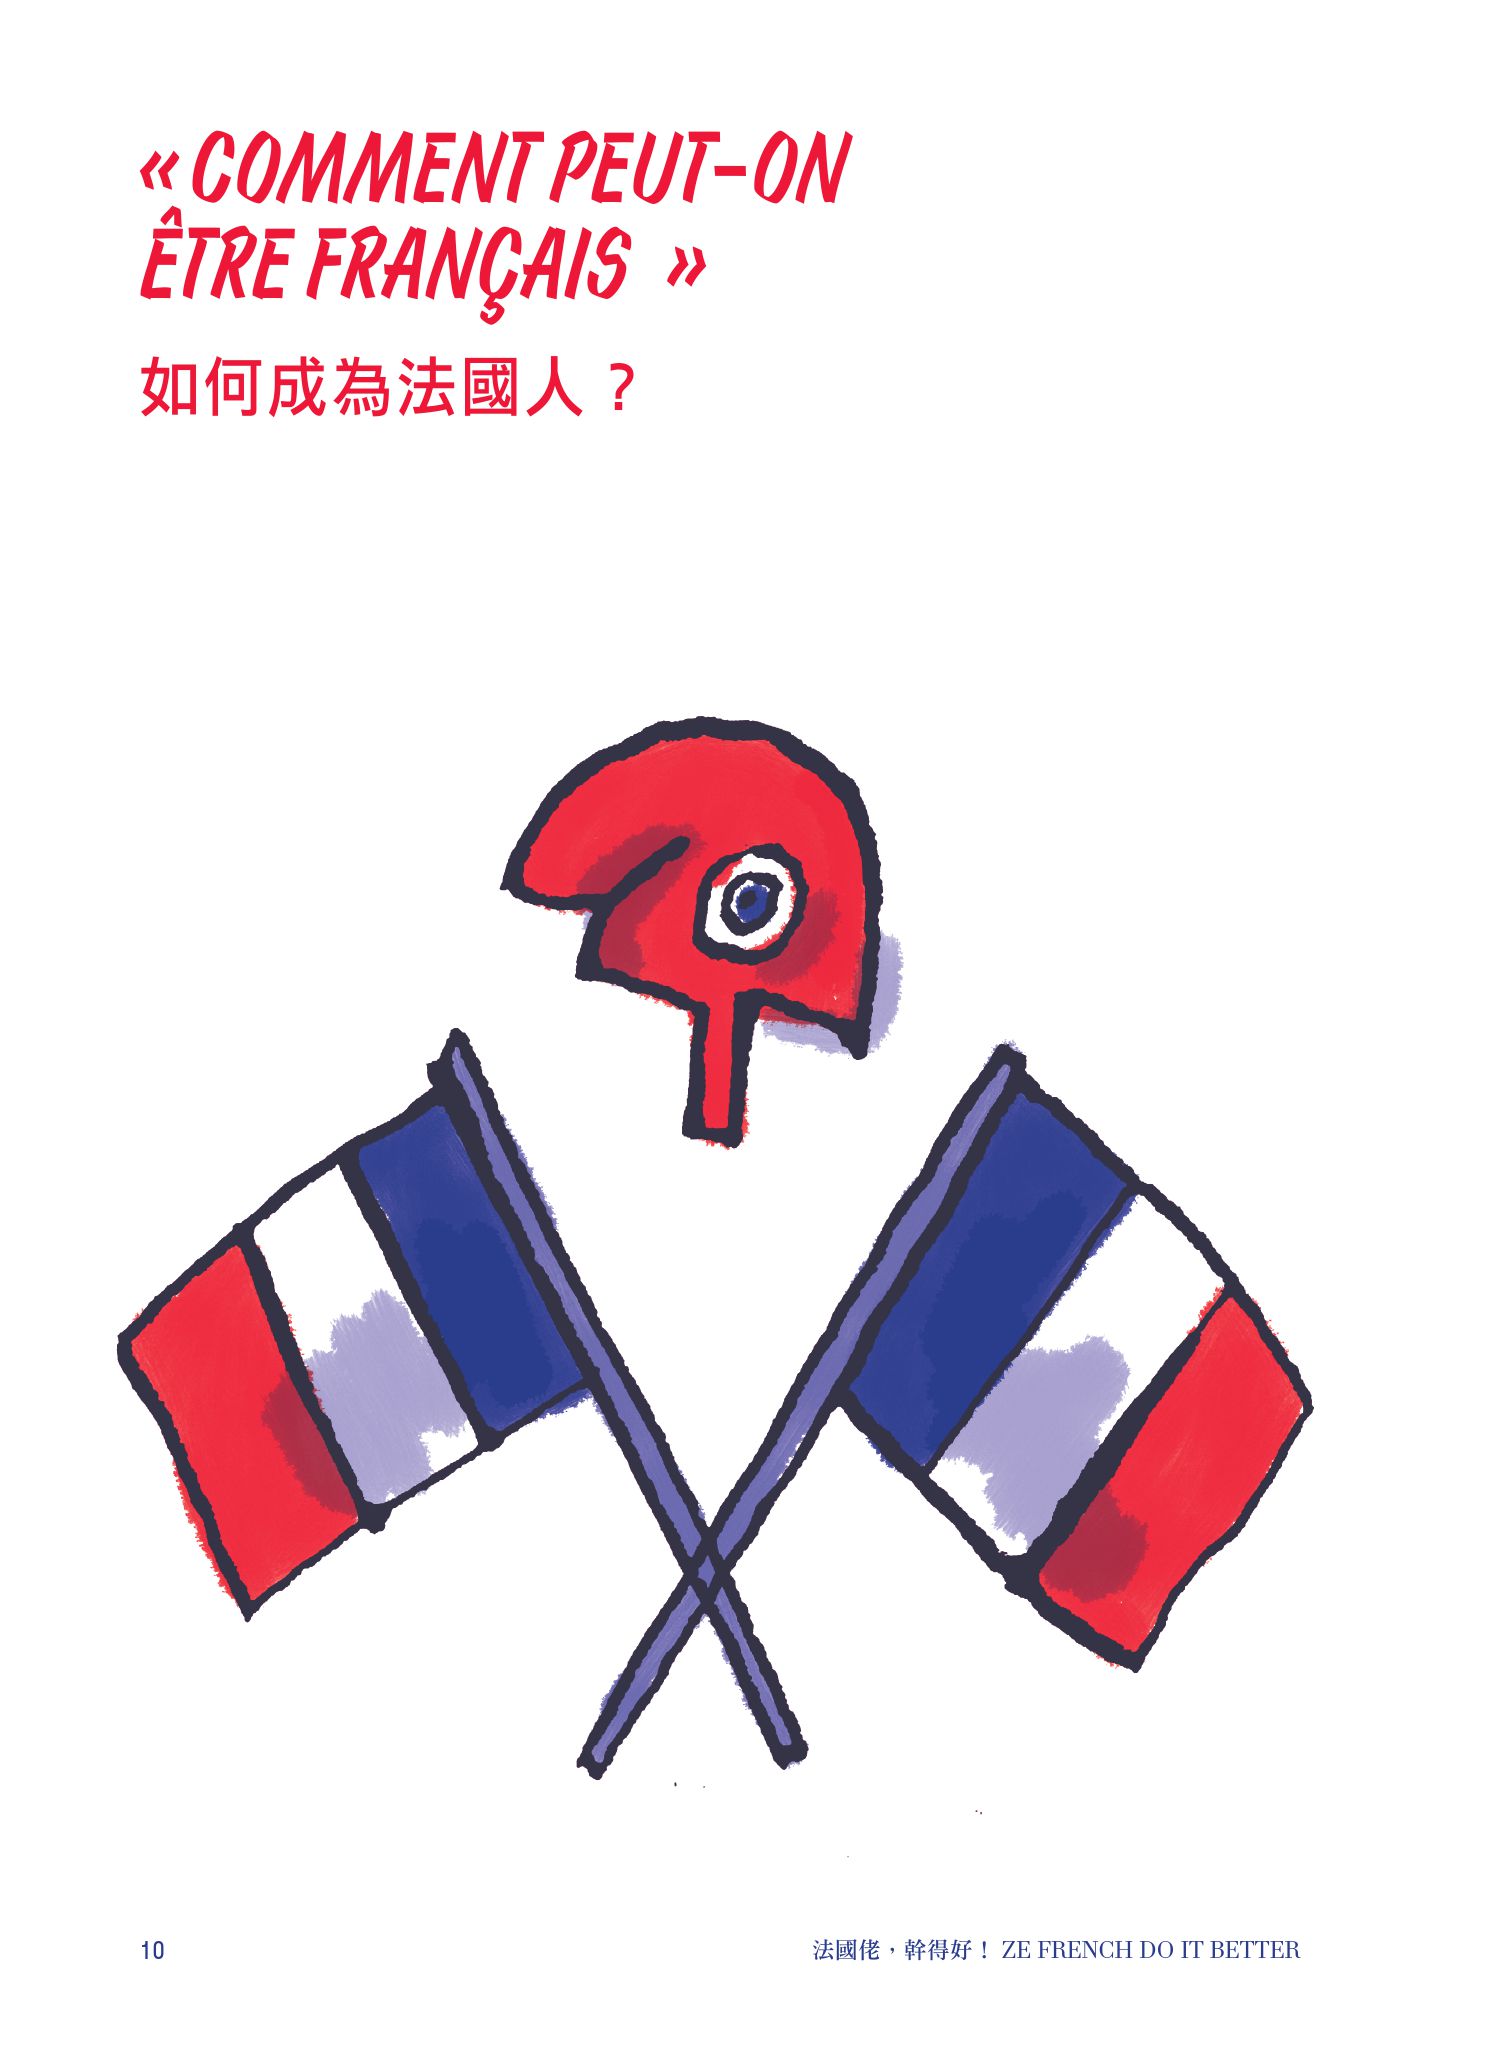 « COMMENT PEUT-ON
ÊTRE FRANÇAIS »
如何成為法國人？
10
法國佬，幹得好！ ZE FRENCH DO IT BETTER